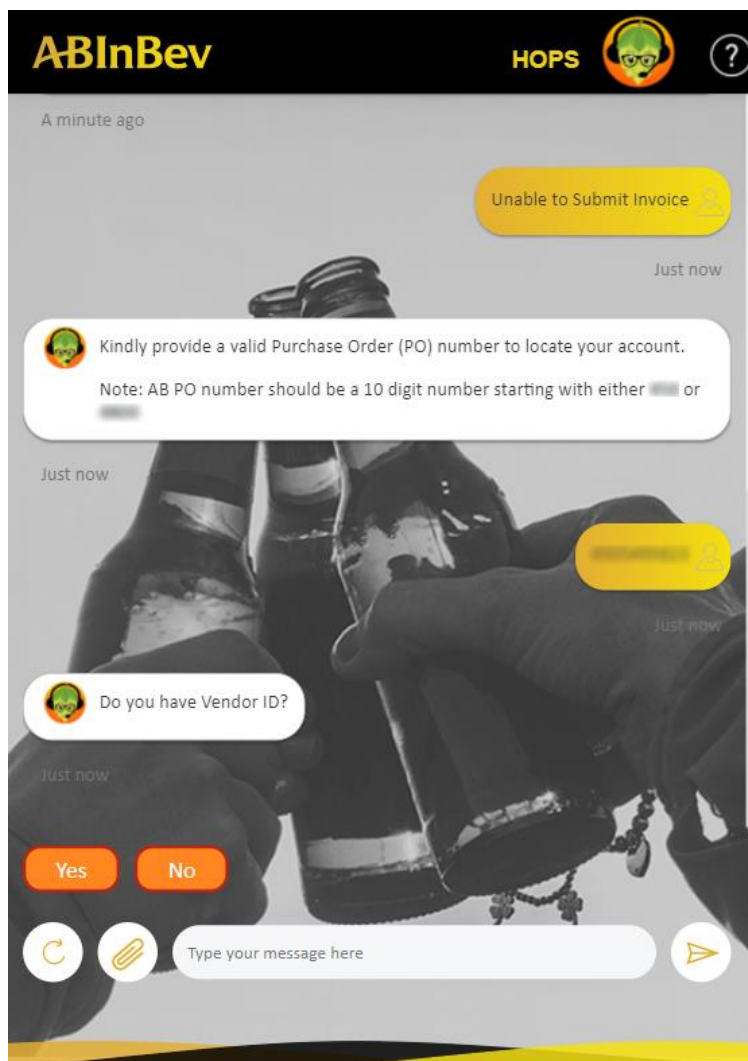 ABInBev
HOPS
?
A minute ago
Unable to Submit Invoice
Just now
Kindly provide a valid Purchase Order (PO) number to locate your account.
Note: AB PO number should be a 10 digit number starting with either or
Just now
Just now
Do you have Vendor ID?
Just now
Yes No
Type your message here